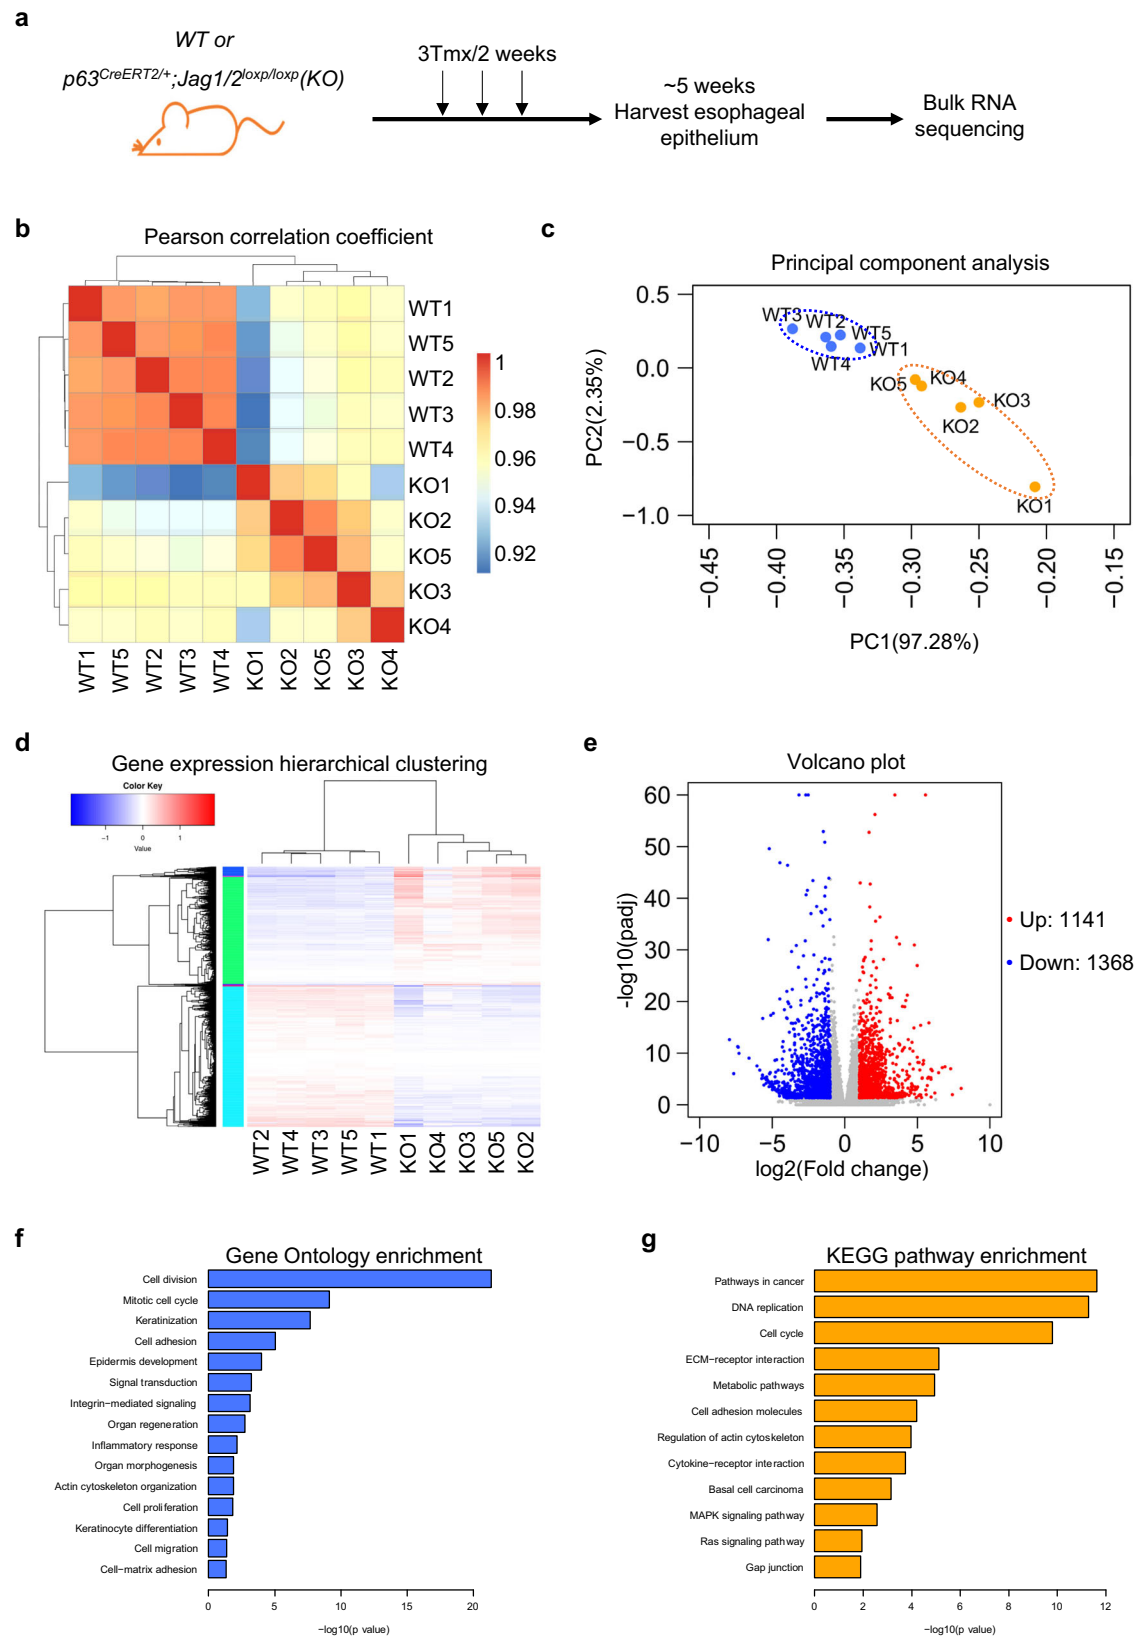 a
WT or
p63CreERT2/+;Jag1/2loxp/loxp(KO)
3Tmx/2 weeks
~5 weeks
Harvest esophageal
epithelium
Bulk RNA
sequencing
b
Pearson correlation coefficient
WT1
WT5
WT2
WT3
WT4
KO1
KO2
KO5
KO3
KO4
1
0.98
0.96
0.94
0.92
WT1
WT5
WT2
WT3
WT4
KO1
KO2
KO5
KO3
KO4
c
Principal component analysis
PC2(2.35%)
0.5
0.0
−0.5
−1.0
WT3
WT2
WT5
WT1
WT4
KO5
KO4
KO3
KO2
KO1
−0.45
−0.40
−0.35
−0.30
−0.25
−0.20
−0.15
PC1(97.28%)
d
Gene expression hierarchical clustering
Color Key
−1
0
1
Value
WT2
WT4
WT3
WT5
WT1
KO1
KO4
KO3
KO5
KO2
e
Volcano plot
-log10(padj)
60
50
40
30
20
10
0
−10
−5
0
5
10
log2(Fold change)
Up: 1141
Down: 1368
f
Gene Ontology enrichment
Cell division
Mitotic cell cycle
Keratinization
Cell adhesion
Epidermis development
Signal transduction
Integrin−mediated signaling
Organ regeneration
Inflammatory response
Organ morphogenesis
Actin cytoskeleton organization
Cell proliferation
Keratinocyte differentiation
Cell migration
Cell−matrix adhesion
0
5
10
15
20
−log10(p value)
g
KEGG pathway enrichment
Pathways in cancer
DNA replication
Cell cycle
ECM−receptor interaction
Metabolic pathways
Cell adhesion molecules
Regulation of actin cytoskeleton
Cytokine−receptor interaction
Basal cell carcinoma
MAPK signaling pathway
Ras signaling pathway
Gap junction
0
2
4
6
8
10
12
−log10(p value)